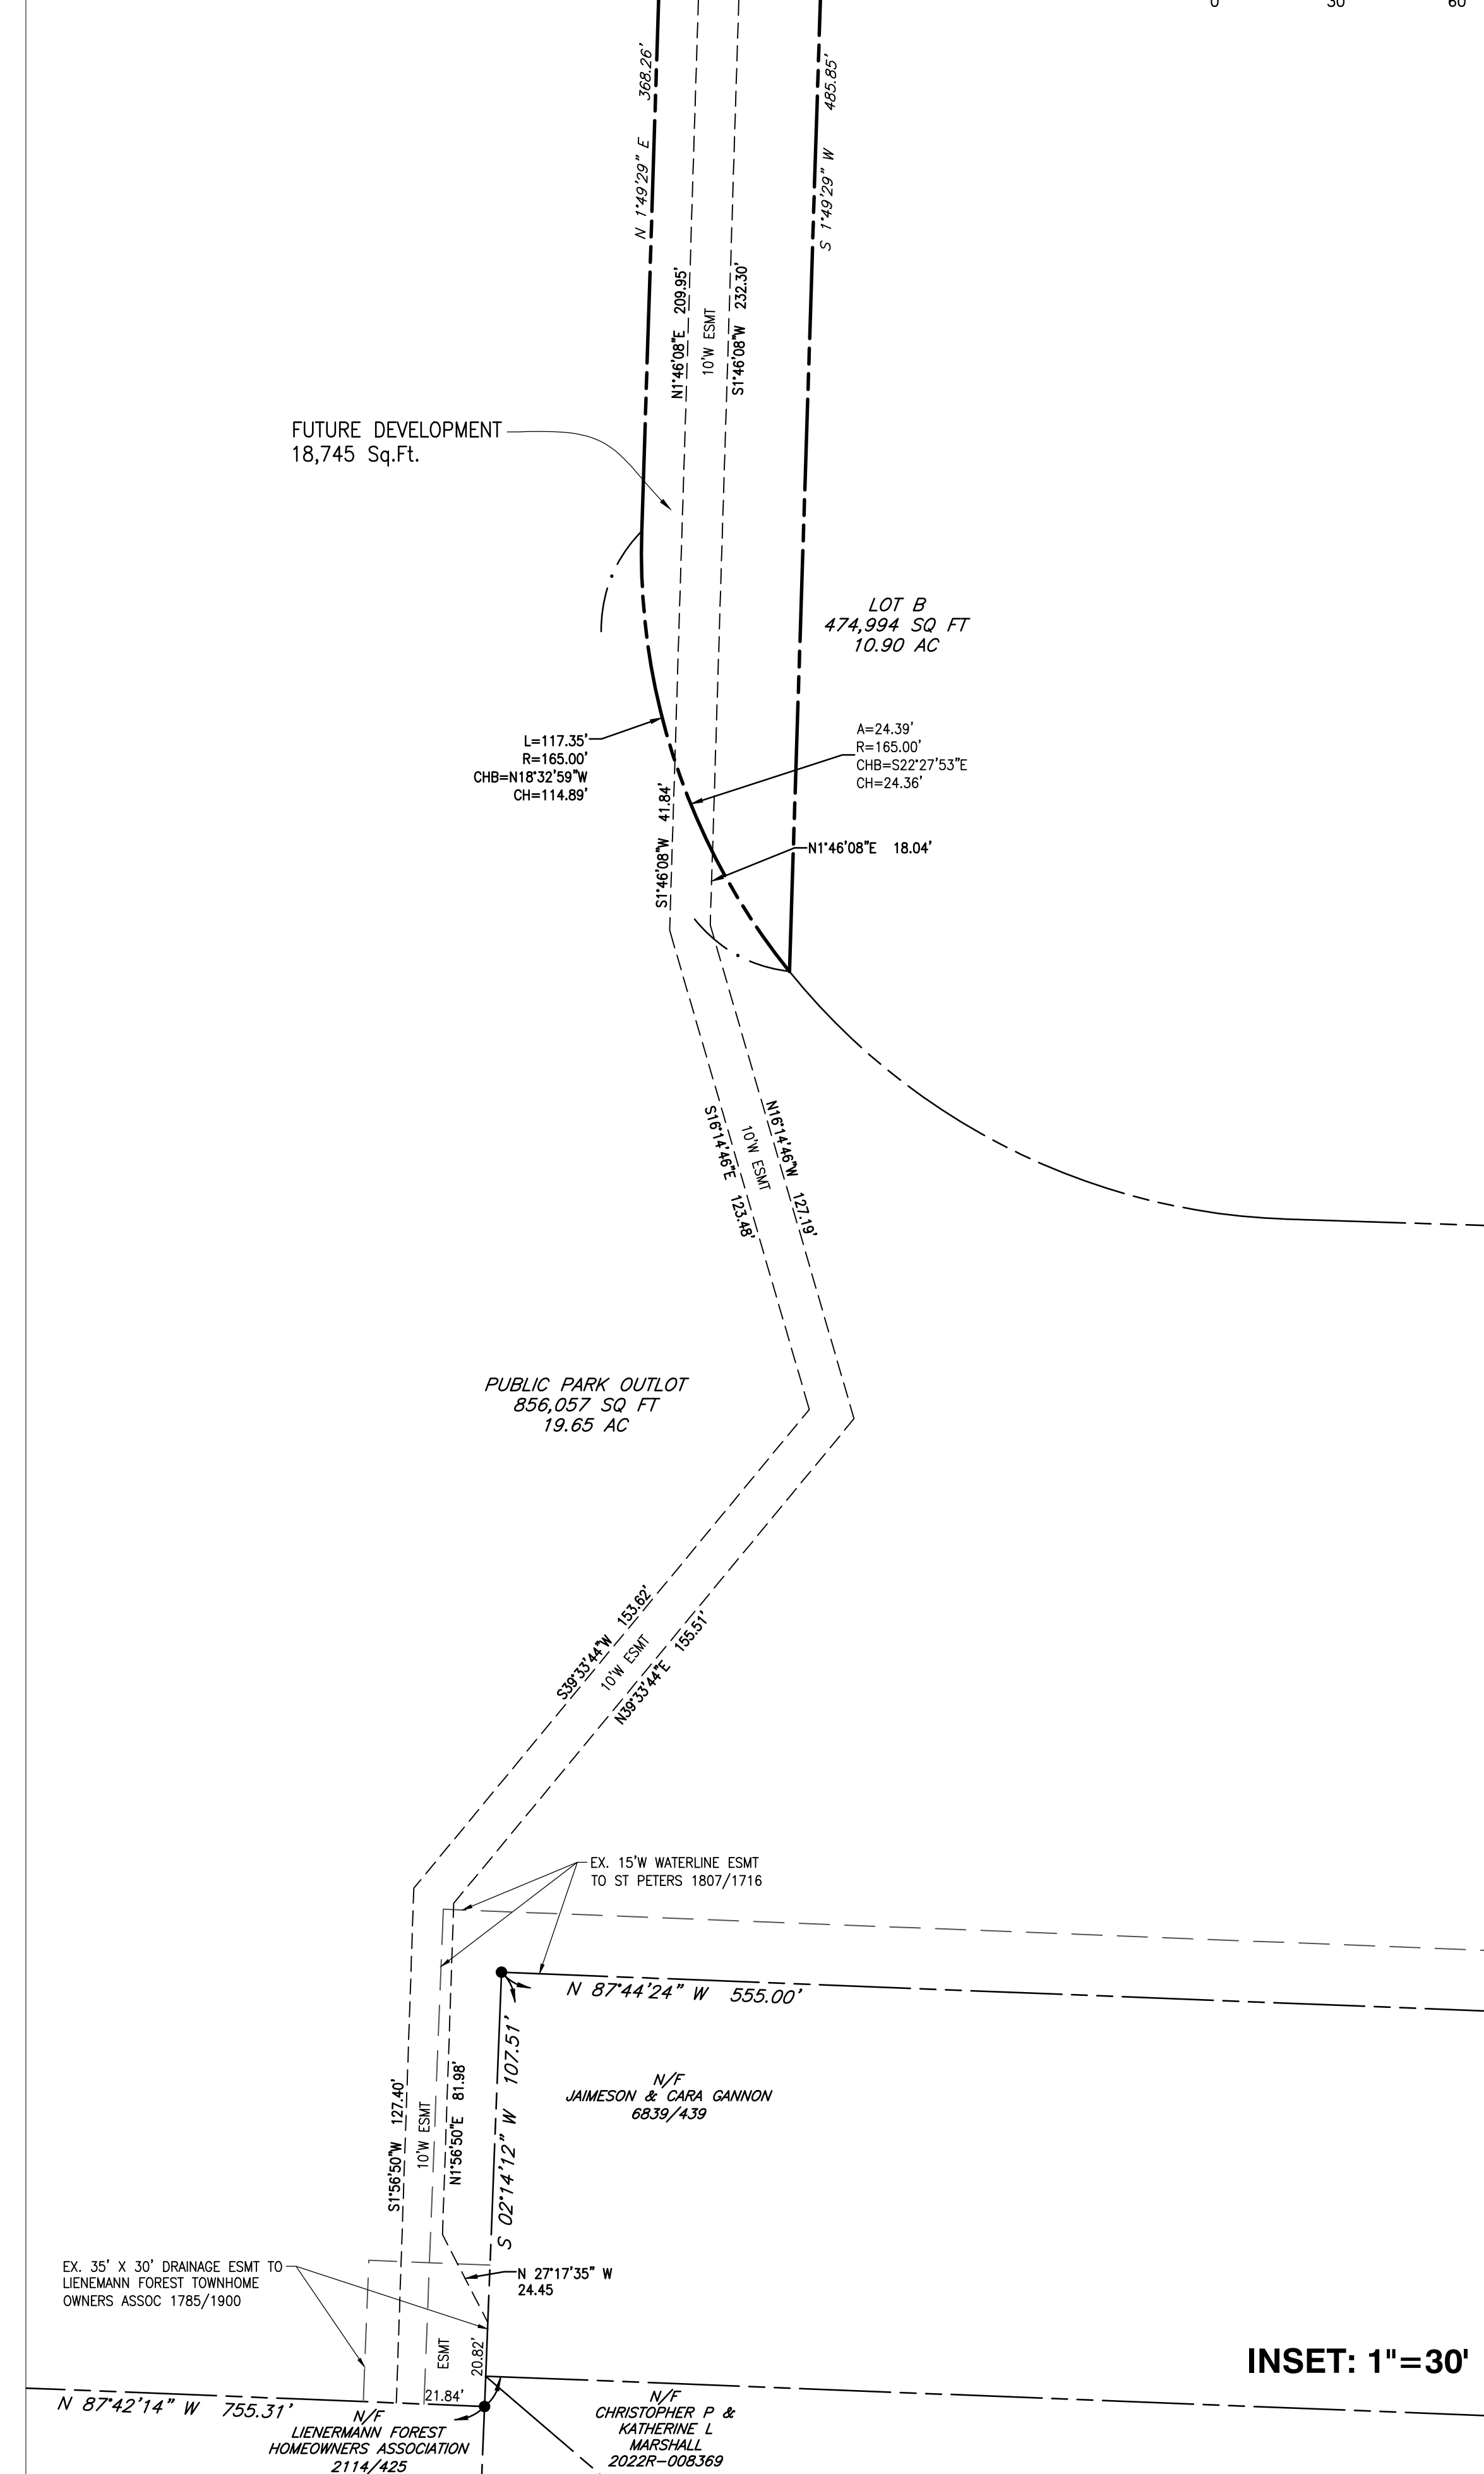 0 30 60
N 1°49'29" E 368.26'
S 1°49'29" W 485.85'
N1°46'08"E 209.95'
10'W ESMT
S1°46'08"W 232.30'
FUTURE DEVELOPMENT
18,745 Sq.Ft.
LOT B
474,994 SQ FT
10.90 AC
L=117.35'
R=165.00'
CHB=N18°32'59"W
CH=114.89'
A=24.39'
R=165.00'
CHB=S22°27'53"E
CH=24.36'
S1°46'08"W 41.84'
N1°46'08"E 18.04'
S16°14'46"E 123.48'
10'W ESMT
N16°14'46"W 127.19'
PUBLIC PARK OUTLOT
856,057 SQ FT
19.65 AC
S39°33'44"W 153.62'
10'W ESMT
N39°33'44"E 155.51'
EX. 15'W WATERLINE ESMT
TO ST PETERS 1807/1716
N 87°44'24" W 555.00'
S 02°14'12" W 107.51'
N/F
JAIMESON & CARA GANNON
6839/439
S1°56'50"W 127.40'
10'W ESMT
N1°56'50"E 81.98'
EX. 35' X 30' DRAINAGE ESMT TO
LIENEMANN FOREST TOWNHOME
OWNERS ASSOC 1785/1900
N 27°17'35" W
24.45
ESMT
20.82'
21.84'
INSET: 1"=30'
N 87°42'14" W 755.31'
N/F
LIENERMANN FOREST
HOMEOWNERS ASSOCIATION
2114/425
N/F
CHRISTOPHER P &
KATHERINE L
MARSHALL
2022R-008369